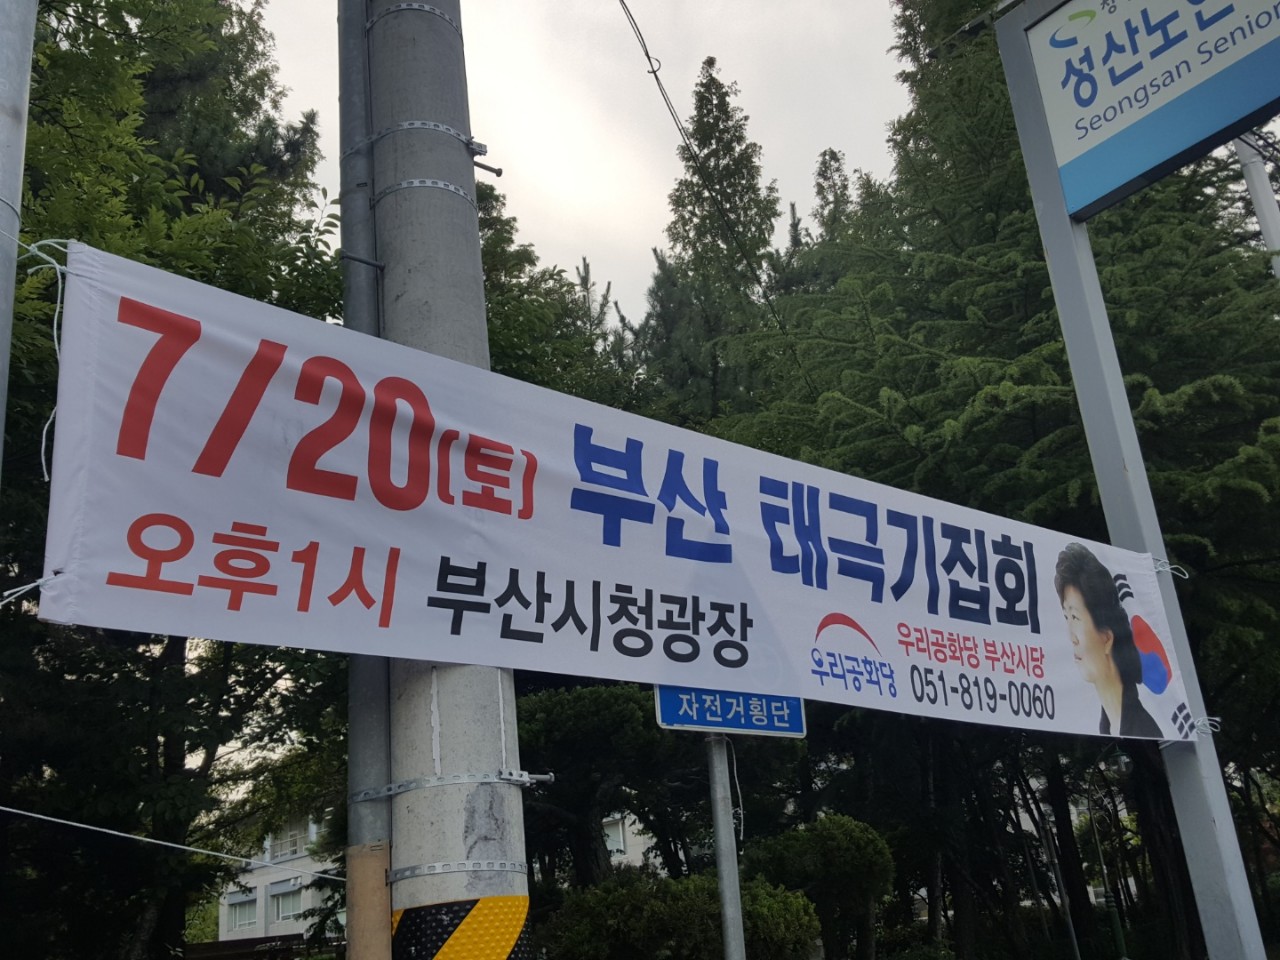 성산노인
Seongsan Senior
7/20(토) 부산 태극기집회
오후1시 부산시청광장
우리공화당
우리공화당 부산시당
051-819-0060
자전거횡단